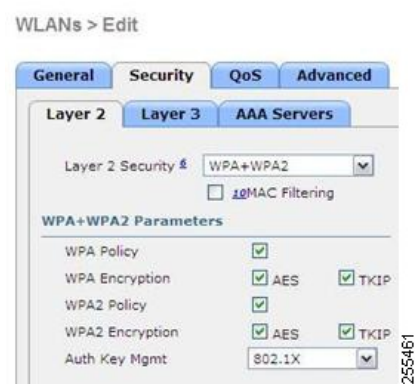 WLANs > Edit
General Security QoS Advanced
Layer 2 Layer 3 AAA Servers
Layer 2 Security 6 WPA+WPA2
10MAC Filtering
WPA+WPA2 Parameters
WPA Policy
WPA Encryption AES TKIP
WPA2 Policy
WPA2 Encryption AES TKIP
Auth Key Mgmt 802.1X
255461